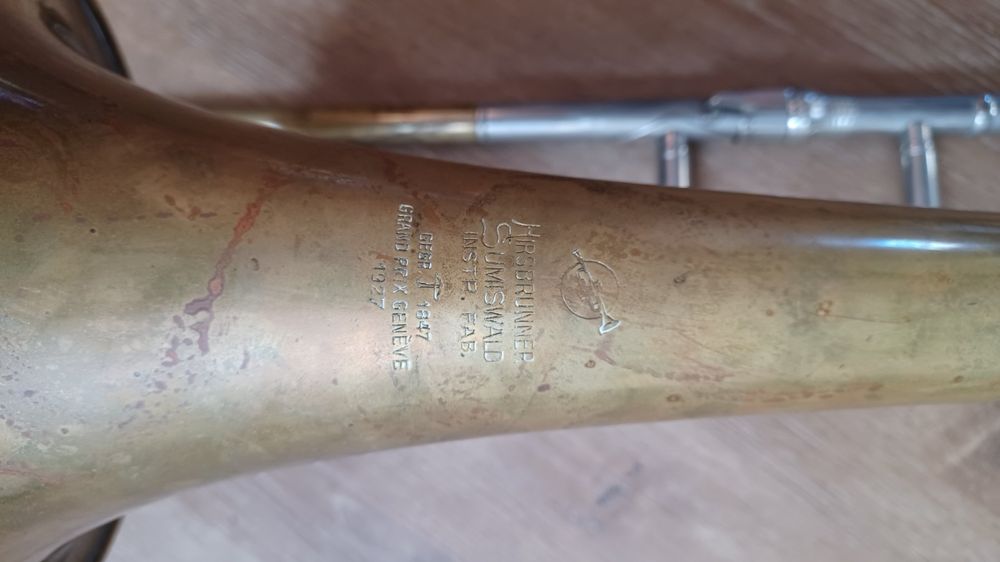 HIRSBRUNNER
SUMISWALD
INSTR. FAB.
GEGR. 1847
GRAND PRIX GENÈVE
1927